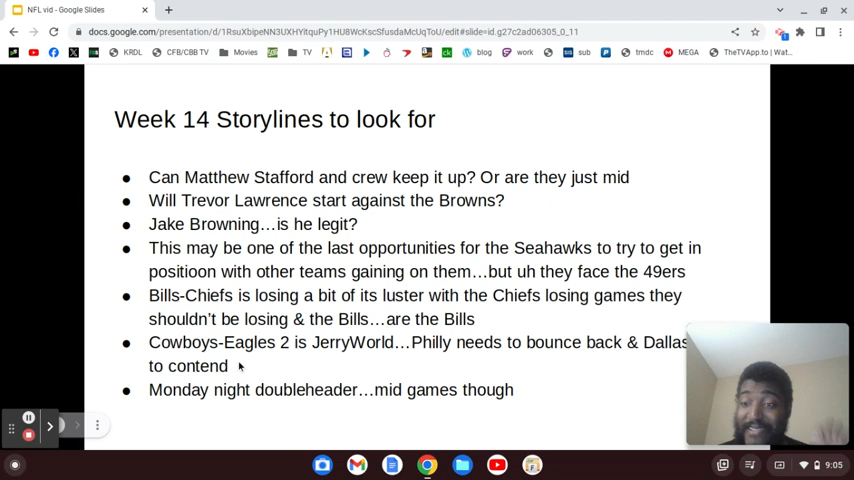 NFL vid - Google Slides
docs.google.com/presentation/d/1RsuXbipeNN3UXHYitquPy1HU8WcKscSfusdaMcUqToU/edit#slide=id.g27c2ad06305_0_11
KRDL CFB/CBB TV Movies TV blog work sub tmdc MEGA TheTVApp.to | Wat...
Week 14 Storylines to look for
● Can Matthew Stafford and crew keep it up? Or are they just mid
● Will Trevor Lawrence start against the Browns?
● Jake Browning…is he legit?
● This may be one of the last opportunities for the Seahawks to try to get in
positioon with other teams gaining on them…but uh they face the 49ers
● Bills-Chiefs is losing a bit of its luster with the Chiefs losing games they
shouldn't be losing & the Bills…are the Bills
● Cowboys-Eagles 2 is JerryWorld…Philly needs to bounce back & Dallas
to contend
● Monday night doubleheader…mid games though
9:05